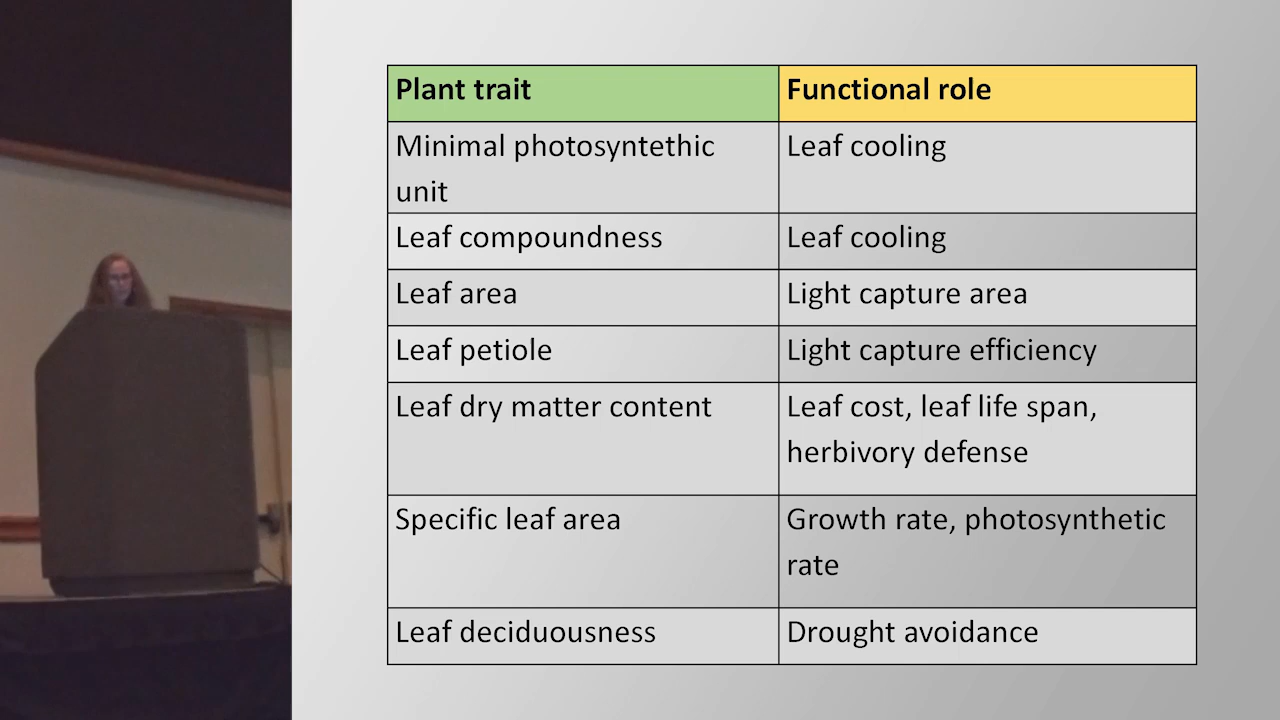 Plant trait
Functional role
Minimal photosyntethic
unit
Leaf cooling
Leaf compoundness
Leaf cooling
Leaf area
Light capture area
Leaf petiole
Light capture efficiency
Leaf dry matter content
Leaf cost, leaf life span,
herbivory defense
Specific leaf area
Growth rate, photosynthetic
rate
Leaf deciduousness
Drought avoidance